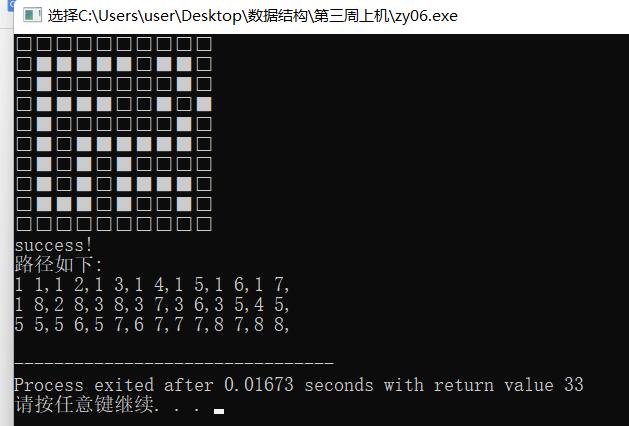 选择C:\Users\user\Desktop\数据结构\第三周上机\zy06.exe
□□□□□□□□□□
□■■■■■□■■□
□■□□□□□□■□
□■■■■□□■□■
□■□□□□□□■□
□■□■■■■■■□
□■□■□■□□□□
□■□■□■■■■□
□■■■□■□□■□
□□□□□□□□□□
success!
路径如下:
1 1,1 2,1 3,1 4,1 5,1 6,1 7,
1 8,2 8,3 8,3 7,3 6,3 5,4 5,
5 5,5 6,5 7,6 7,7 7,8 7,8 8,
--------------------------------
Process exited after 0.01673 seconds with return value 33
请按任意键继续. . .